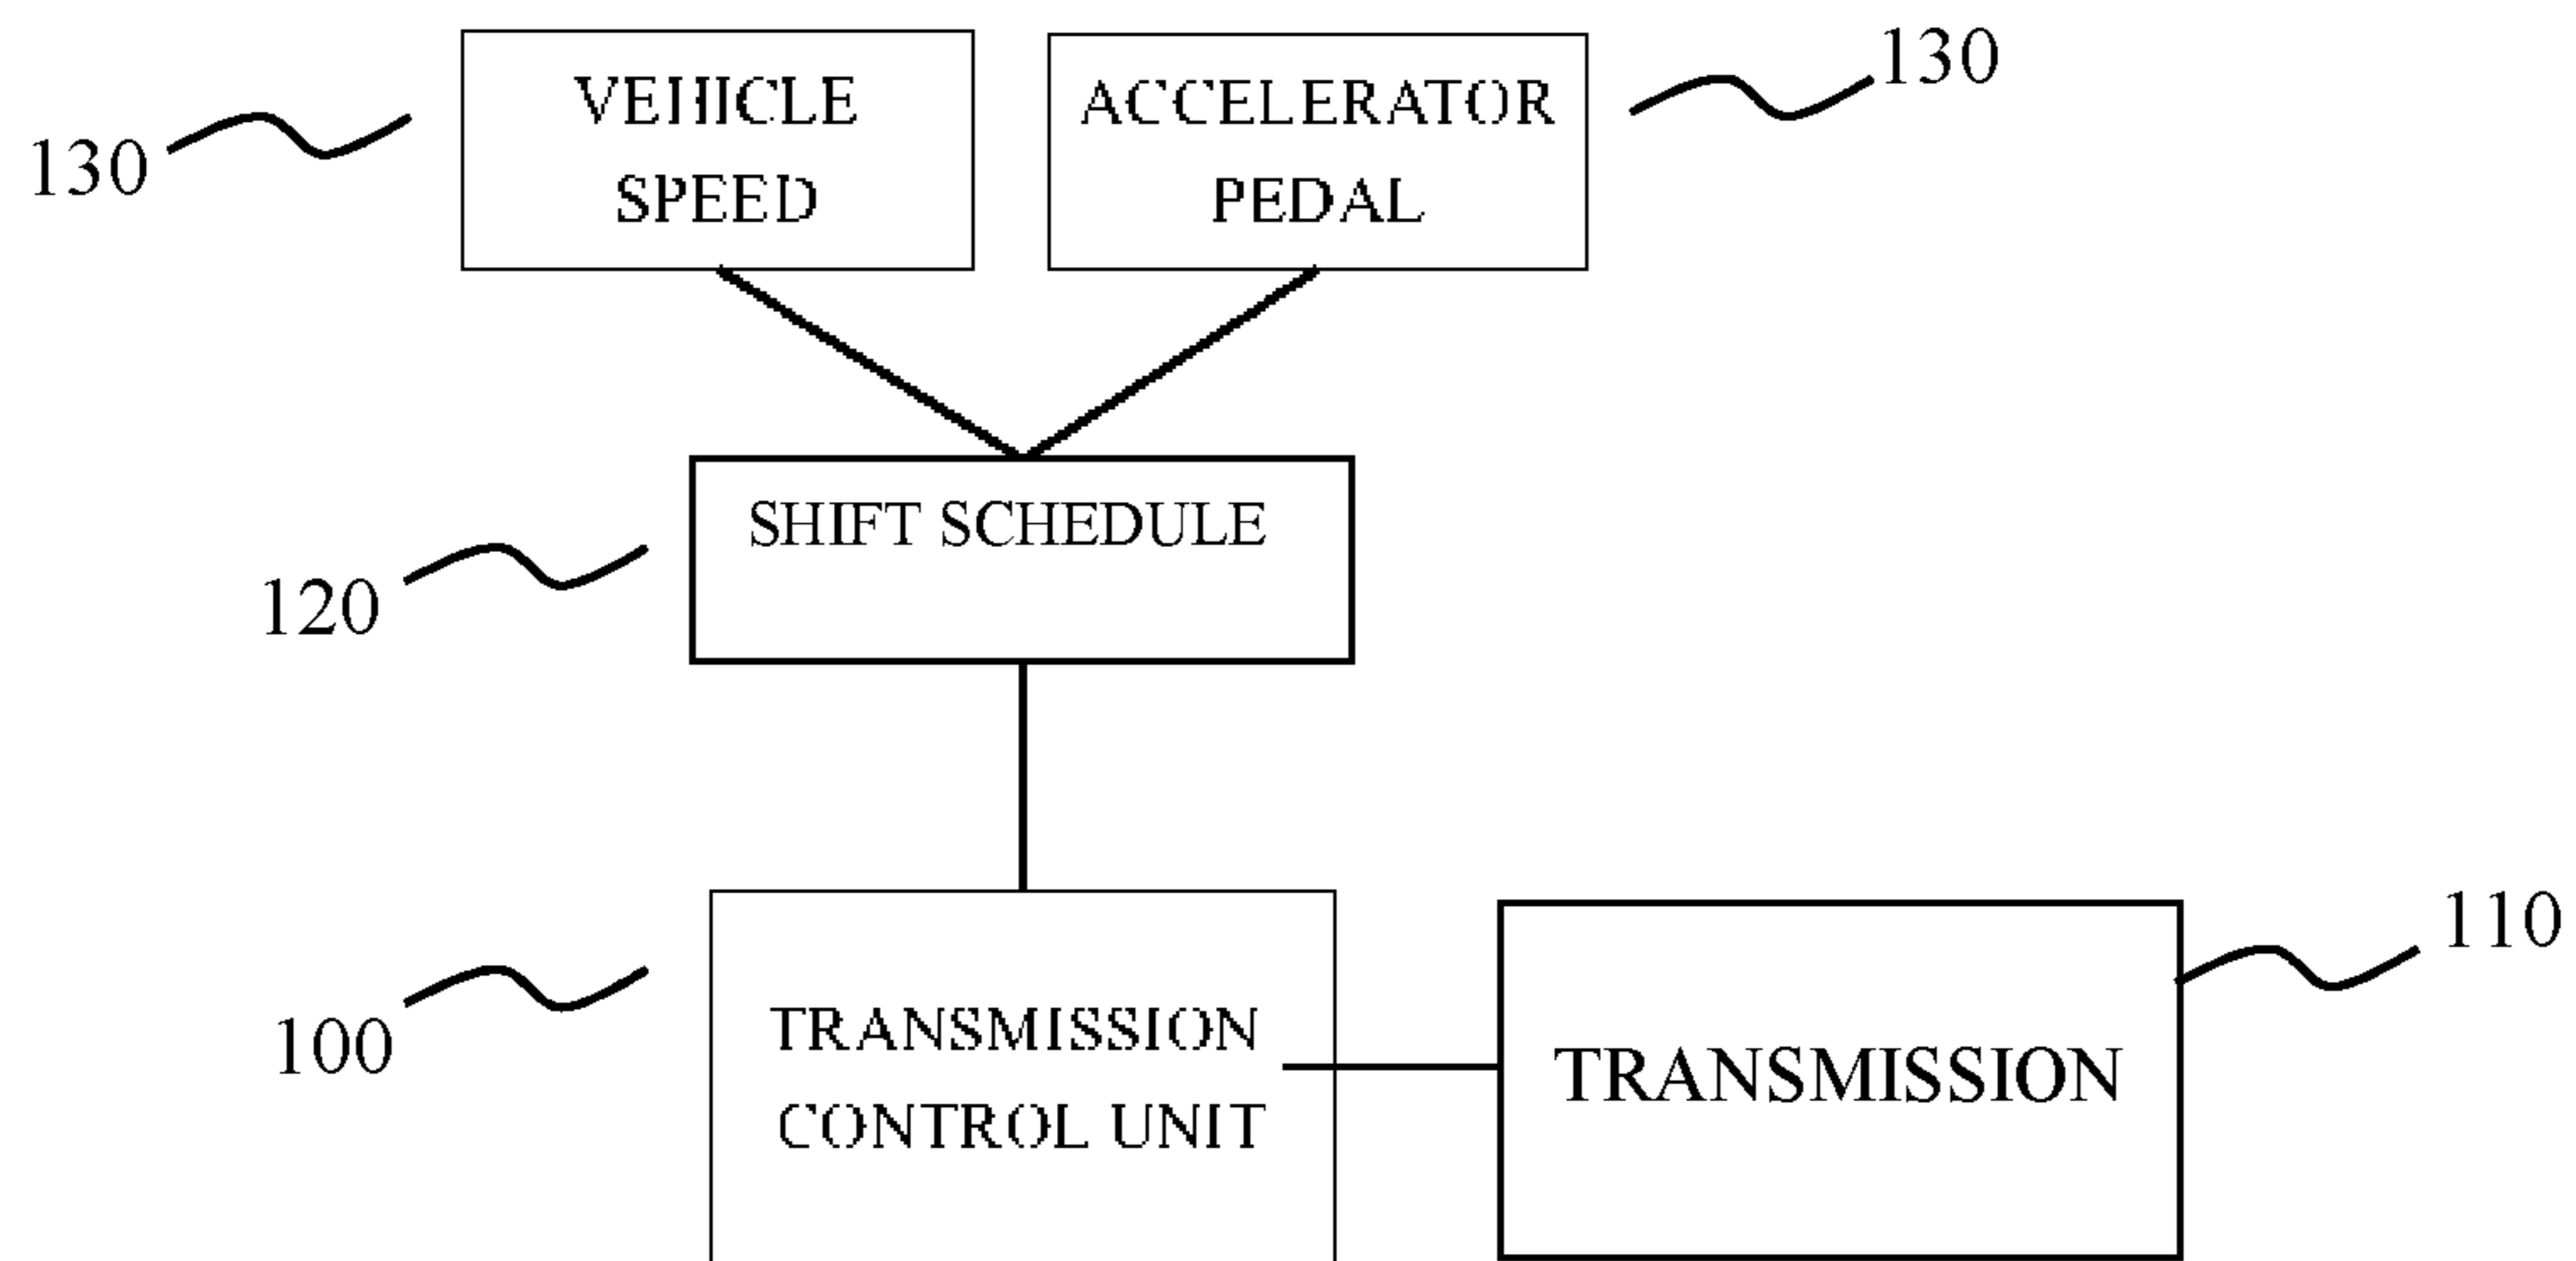 130
VEHICLE
SPEED
ACCELERATOR
PEDAL
130
120
SHIFT SCHEDULE
100
TRANSMISSION
CONTROL UNIT
TRANSMISSION
110